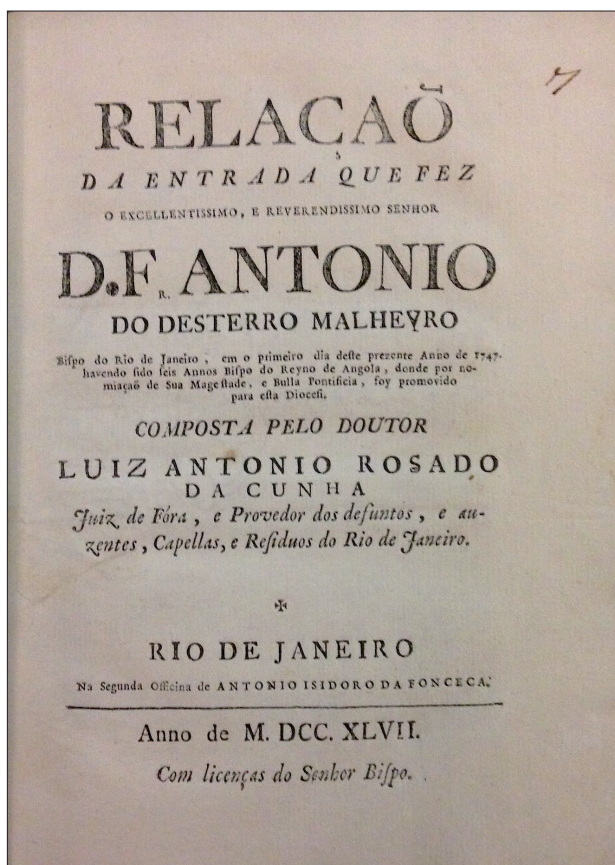 7
RELAÇAÕ
DA ENTRADA QUE FEZ
O EXCELLENTISSIMO, E REVERENDISSIMO SENHOR
D.FR. ANTONIO
DO DESTERRO MALHEYRO
Biſpo do Rio de Janeiro, em o primeiro dia deſte prezente Anno de 1747.
havendo ſido ſeis Annos Biſpo do Reyno de Angola, donde por no-
miaçaõ de Sua Mageſtade, e Bulla Pontificia, foy promovido
para eſta Dioceſi.
COMPOSTA PELO DOUTOR
LUIZ ANTONIO ROSADO
DA CUNHA
Juiz de Fóra, e Provedor dos defuntos, e au-
zentes, Capellas, e Reſiduos do Rio de Janeiro.
RIO DE JANEIRO
Na Segunda Officina de ANTONIO ISIDORO DA FONCECA.
Anno de M. DCC. XLVII.
Com licenças do Senhor Biſpo.